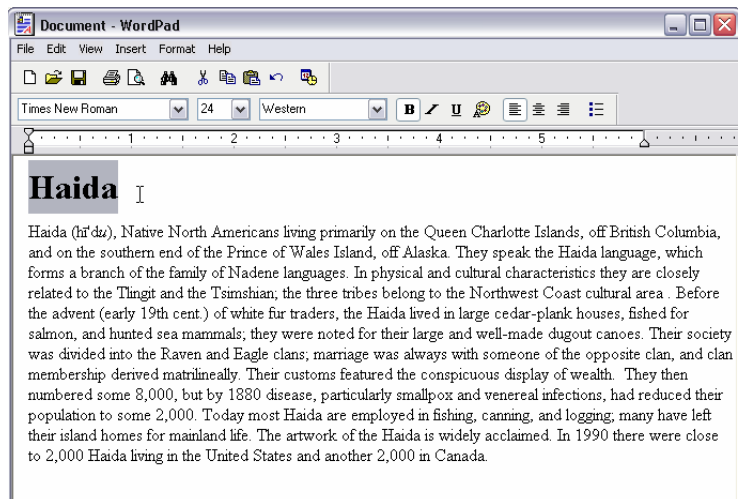 Document - WordPad
File Edit View Insert Format Help
Times New Roman 24 Western B I U
1 2 3 4 5
Haida
Haida (hī'du), Native North Americans living primarily on the Queen Charlotte Islands, off British Columbia,
and on the southern end of the Prince of Wales Island, off Alaska. They speak the Haida language, which
forms a branch of the family of Nadene languages. In physical and cultural characteristics they are closely
related to the Tlingit and the Tsimshian; the three tribes belong to the Northwest Coast cultural area . Before
the advent (early 19th cent.) of white fur traders, the Haida lived in large cedar-plank houses, fished for
salmon, and hunted sea mammals; they were noted for their large and well-made dugout canoes. Their society
was divided into the Raven and Eagle clans; marriage was always with someone of the opposite clan, and clan
membership derived matrilineally. Their customs featured the conspicuous display of wealth.  They then
numbered some 8,000, but by 1880 disease, particularly smallpox and venereal infections, had reduced their
population to some 2,000. Today most Haida are employed in fishing, canning, and logging; many have left
their island homes for mainland life. The artwork of the Haida is widely acclaimed. In 1990 there were close
to 2,000 Haida living in the United States and another 2,000 in Canada.